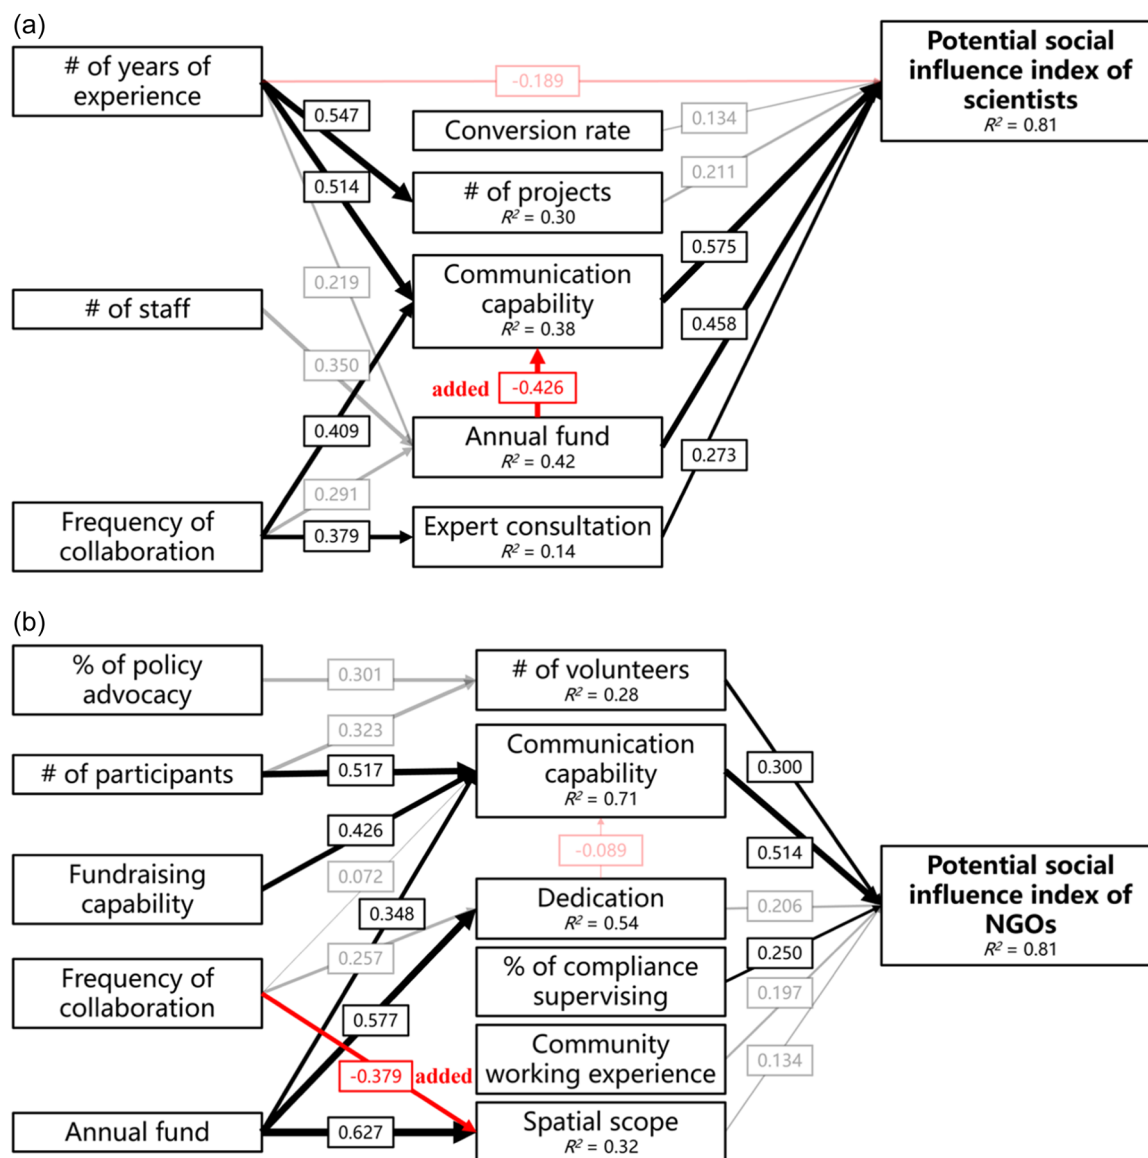 (a)
# of years of
experience
-0.189
Potential social
influence index of
scientists
R² = 0.81
0.547
Conversion rate
0.134
0.514
# of projects
R² = 0.30
0.211
0.219
Communication
capability
R² = 0.38
0.575
# of staff
0.350
added
-0.426
0.458
0.409
Annual fund
R² = 0.42
0.273
0.291
Frequency of
collaboration
0.379
Expert consultation
R² = 0.14
(b)
% of policy
advocacy
0.301
# of volunteers
R² = 0.28
0.323
# of participants
0.517
Communication
capability
R² = 0.71
0.300
0.426
-0.089
0.514
Fundraising
capability
0.072
0.348
Dedication
R² = 0.54
0.206
Potential social
influence index of
NGOs
R² = 0.81
Frequency of
collaboration
0.257
% of compliance
supervising
0.250
0.577
0.197
-0.379
added
Community
working experience
0.134
Annual fund
0.627
Spatial scope
R² = 0.32